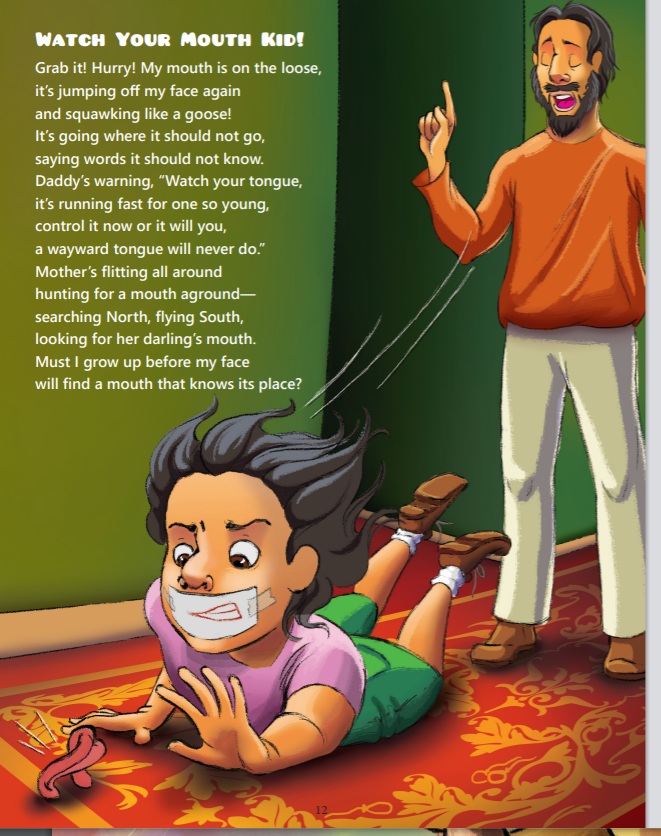 Watch Your Mouth Kid!
Grab it! Hurry! My mouth is on the loose,
it’s jumping off my face again
and squawking like a goose!
It’s going where it should not go,
saying words it should not know.
Daddy’s warning, “Watch your tongue,
it’s running fast for one so young,
control it now or it will you,
a wayward tongue will never do.”
Mother’s flitting all around
hunting for a mouth aground—
searching North, flying South,
looking for her darling’s mouth.
Must I grow up before my face
will find a mouth that knows its place?
12